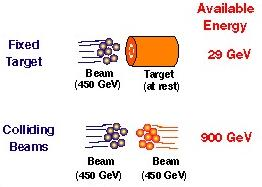 Available
Energy
Fixed
Target
29 GeV
Beam
(450 GeV)
Target
(at rest)
Colliding
Beams
900 GeV
Beam
(450 GeV)
Beam
(450 GeV)